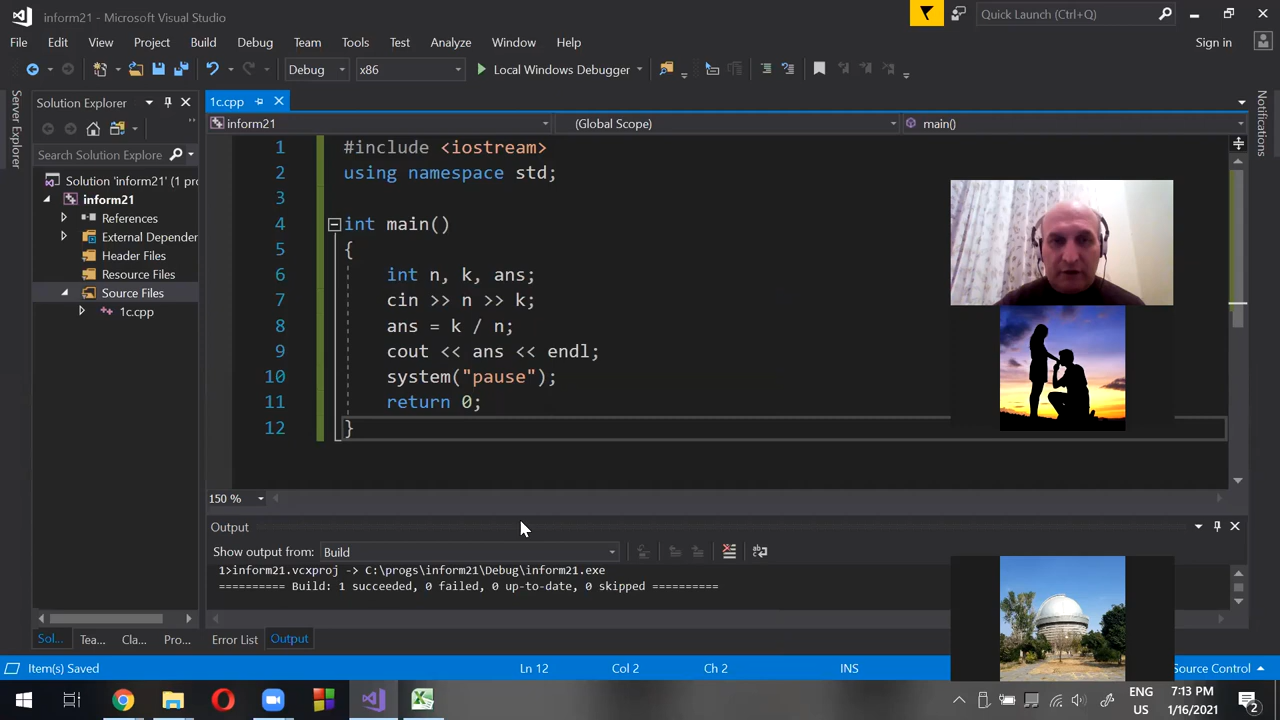 inform21 - Microsoft Visual Studio
Quick Launch (Ctrl+Q)
File Edit View Project Build Debug Team Tools Test Analyze Window Help
Sign in
Debug x86 Local Windows Debugger
Server Explorer
Solution Explorer
Search Solution Explorer
Solution 'inform21' (1 pro
inform21
References
External Dependen
Header Files
Resource Files
Source Files
1c.cpp
Sol... Tea... Cla... Pro...
1c.cpp
inform21 (Global Scope) main()
1 #include <iostream>
2 using namespace std;
3
4 int main()
5 {
6 int n, k, ans;
7 cin >> n >> k;
8 ans = k / n;
9 cout << ans << endl;
10 system("pause");
11 return 0;
12 }
150 %
Output
Show output from: Build
1>inform21.vcxproj -> C:\progs\inform21\Debug\inform21.exe
========== Build: 1 succeeded, 0 failed, 0 up-to-date, 0 skipped ==========
Error List Output
Notifications
Item(s) Saved Ln 12 Col 2 Ch 2 INS Source Control
ENG
US
7:13 PM
1/16/2021
2